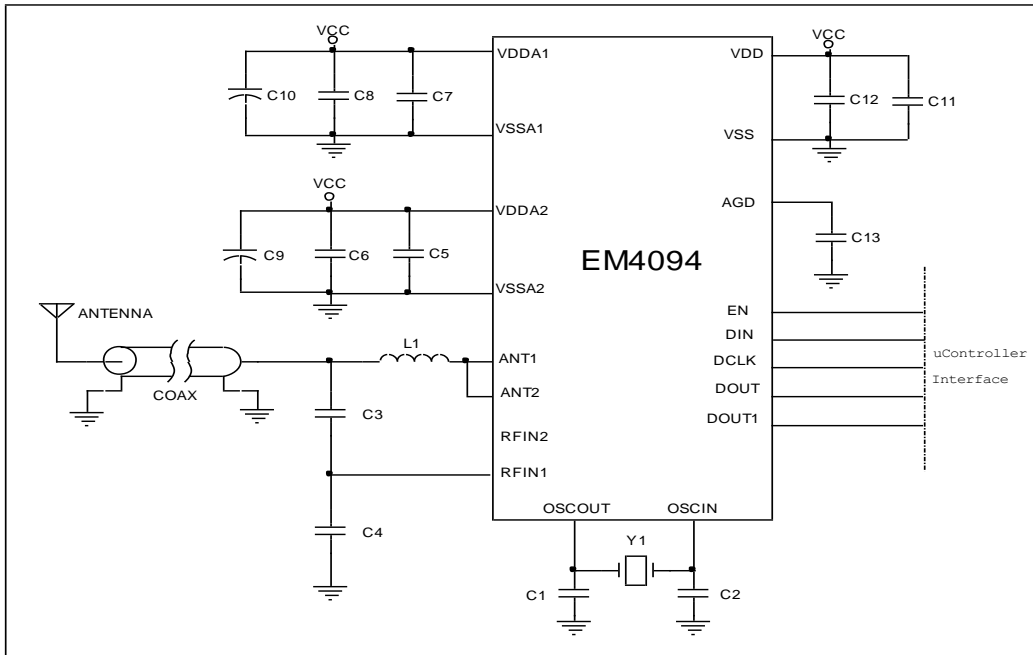 VCC
VDDA1
C10
C8
C7
VSSA1
VCC
VDDA2
C9
C6
C5
VSSA2
ANTENNA
COAX
L1
ANT1
ANT2
C3
RFIN2
RFIN1
C4
EM4094
VCC
VDD
C12
C11
VSS
AGD
C13
EN
DIN
DCLK
DOUT
DOUT1
uController
Interface
OSCOUT
OSCIN
Y1
C1
C2